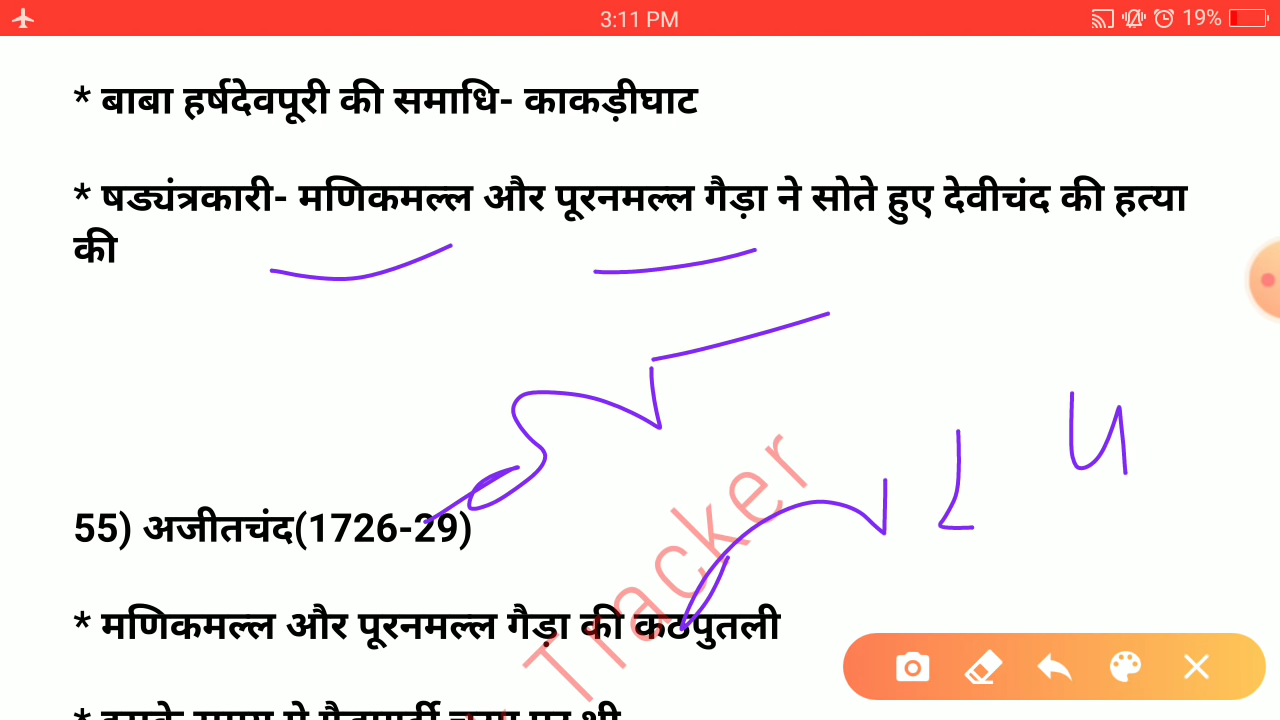 3:11 PM
19%
* बाबा हर्षदेवपूरी की समाधि- काकड़ीघाट
* षड्यंत्रकारी- मणिकमल्ल और पूरनमल्ल गैड़ा ने सोते हुए देवीचंद की हत्या
की
55) अजीतचंद(1726-29)
* मणिकमल्ल और पूरनमल्ल गैड़ा की कठपुतली
Tracker